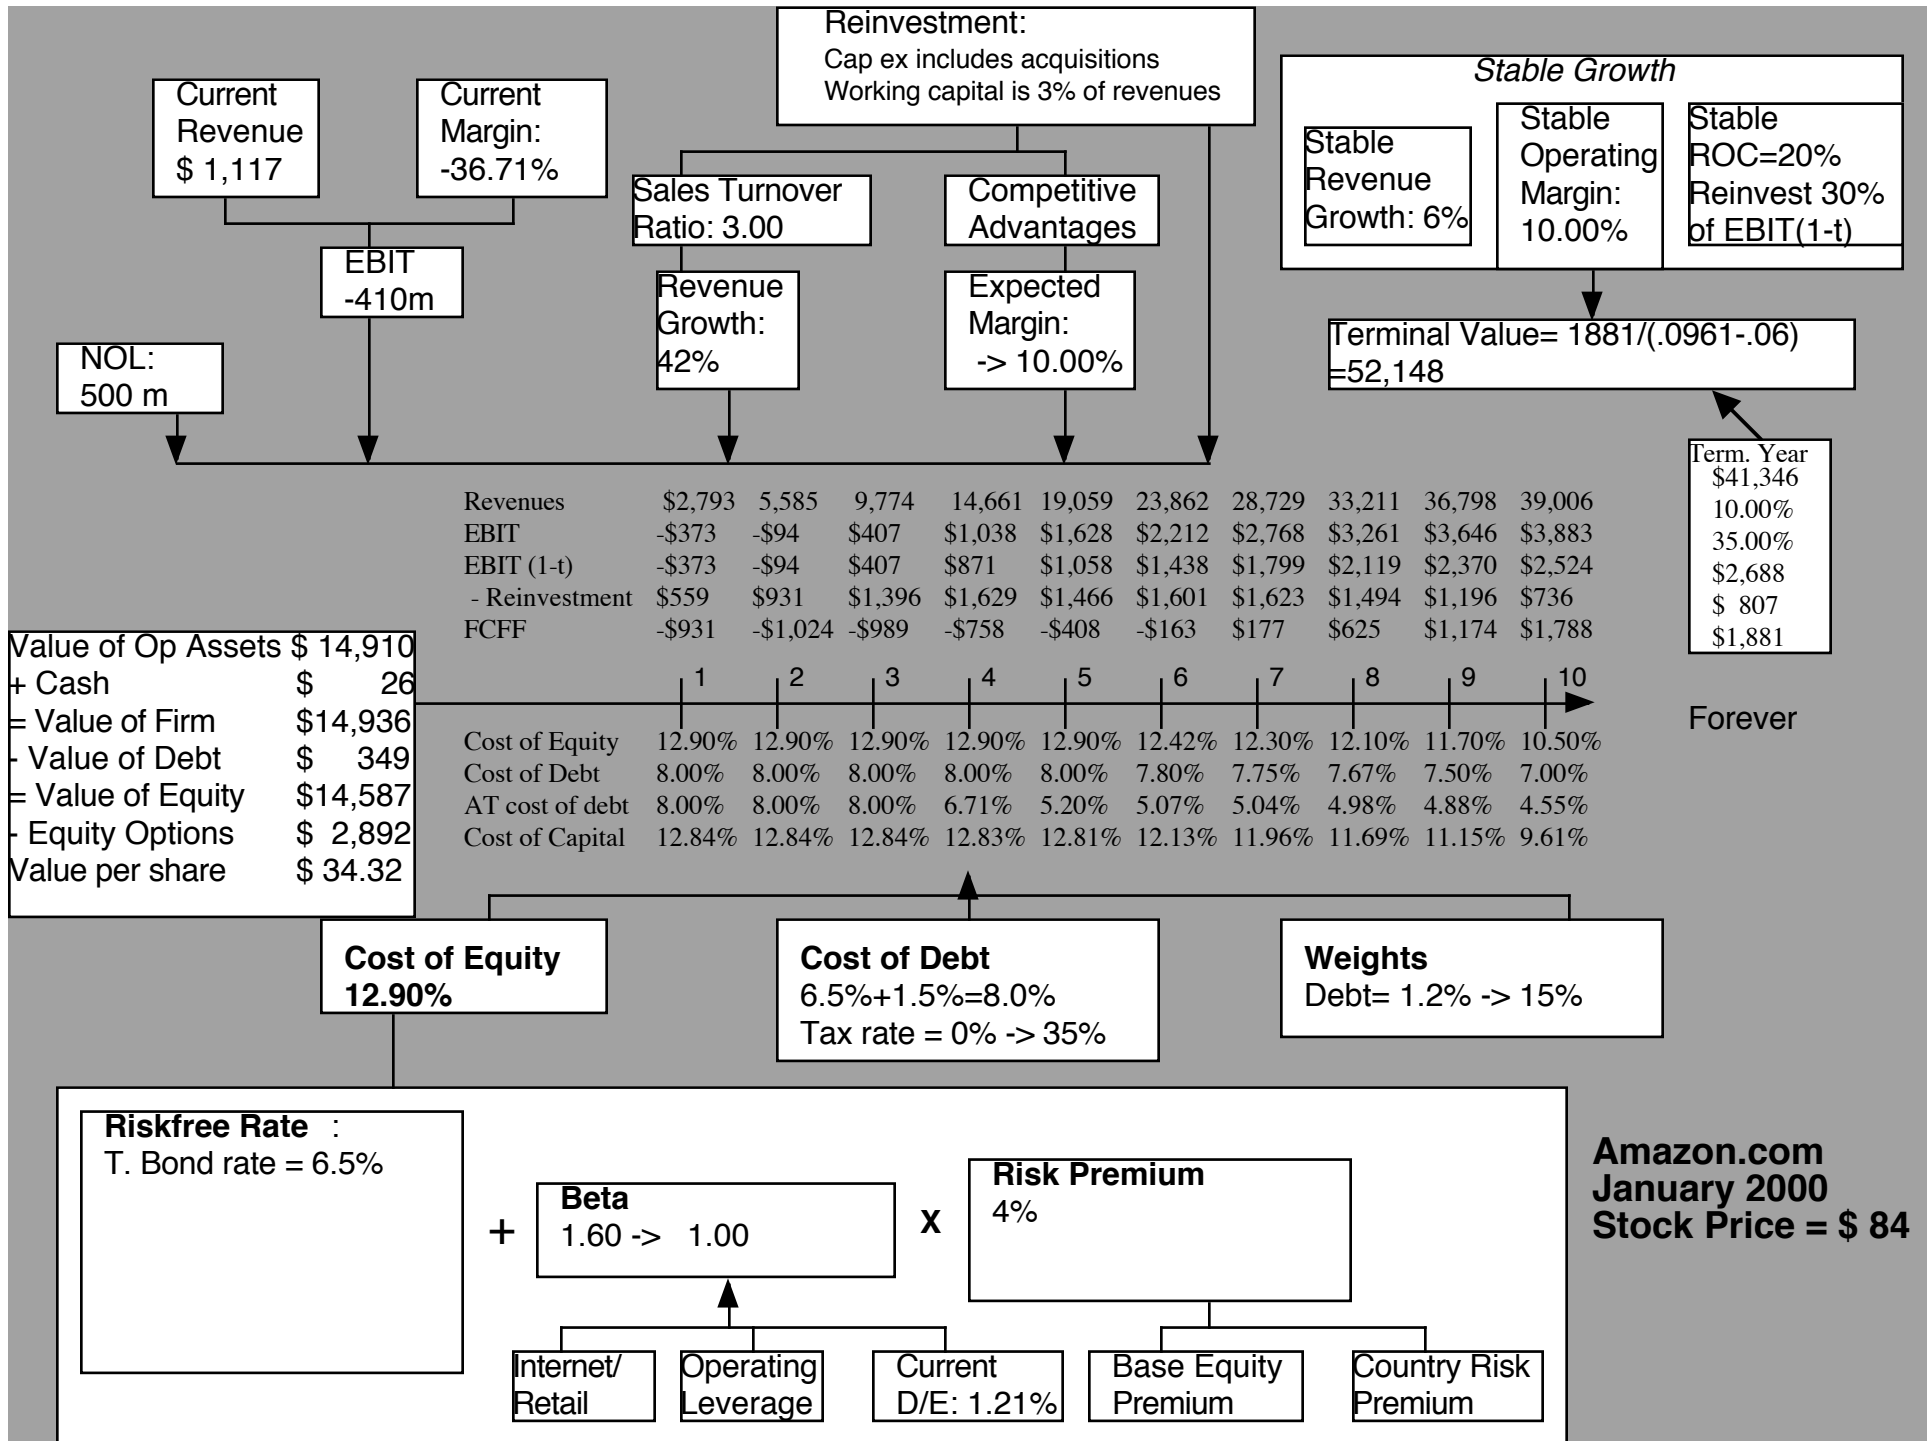 Reinvestment:
Cap ex includes acquisitions
Working capital is 3% of revenues
Current
Revenue
$ 1,117
Current
Margin:
-36.71%
EBIT
-410m
NOL:
500 m
Sales Turnover
Ratio: 3.00
Competitive
Advantages
Revenue
Growth:
42%
Expected
Margin:
-> 10.00%
Stable Growth
Stable
Revenue
Growth: 6%
Stable
Operating
Margin:
10.00%
Stable
ROC=20%
Reinvest 30%
of EBIT(1-t)
Terminal Value= 1881/(.0961-.06)
=52,148
Term. Year
$41,346
10.00%
35.00%
$2,688
$ 807
$1,881
Revenues $2,793 5,585 9,774 14,661 19,059 23,862 28,729 33,211 36,798 39,006
EBIT -$373 -$94 $407 $1,038 $1,628 $2,212 $2,768 $3,261 $3,646 $3,883
EBIT (1-t) -$373 -$94 $407 $871 $1,058 $1,438 $1,799 $2,119 $2,370 $2,524
- Reinvestment $559 $931 $1,396 $1,629 $1,466 $1,601 $1,623 $1,494 $1,196 $736
FCFF -$931 -$1,024 -$989 -$758 -$408 -$163 $177 $625 $1,174 $1,788
1 2 3 4 5 6 7 8 9 10
Forever
Value of Op Assets $ 14,910
+ Cash $ 26
= Value of Firm $14,936
- Value of Debt $ 349
= Value of Equity $14,587
- Equity Options $ 2,892
Value per share $ 34.32
Cost of Equity 12.90% 12.90% 12.90% 12.90% 12.90% 12.42% 12.30% 12.10% 11.70% 10.50%
Cost of Debt 8.00% 8.00% 8.00% 8.00% 8.00% 7.80% 7.75% 7.67% 7.50% 7.00%
AT cost of debt 8.00% 8.00% 8.00% 6.71% 5.20% 5.07% 5.04% 4.98% 4.88% 4.55%
Cost of Capital 12.84% 12.84% 12.84% 12.83% 12.81% 12.13% 11.96% 11.69% 11.15% 9.61%
Cost of Equity
12.90%
Cost of Debt
6.5%+1.5%=8.0%
Tax rate = 0% -> 35%
Weights
Debt= 1.2% -> 15%
Riskfree Rate :
T. Bond rate = 6.5%
+
Beta
1.60 -> 1.00
X
Risk Premium
4%
Internet/
Retail
Operating
Leverage
Current
D/E: 1.21%
Base Equity
Premium
Country Risk
Premium
Amazon.com
January 2000
Stock Price = $ 84